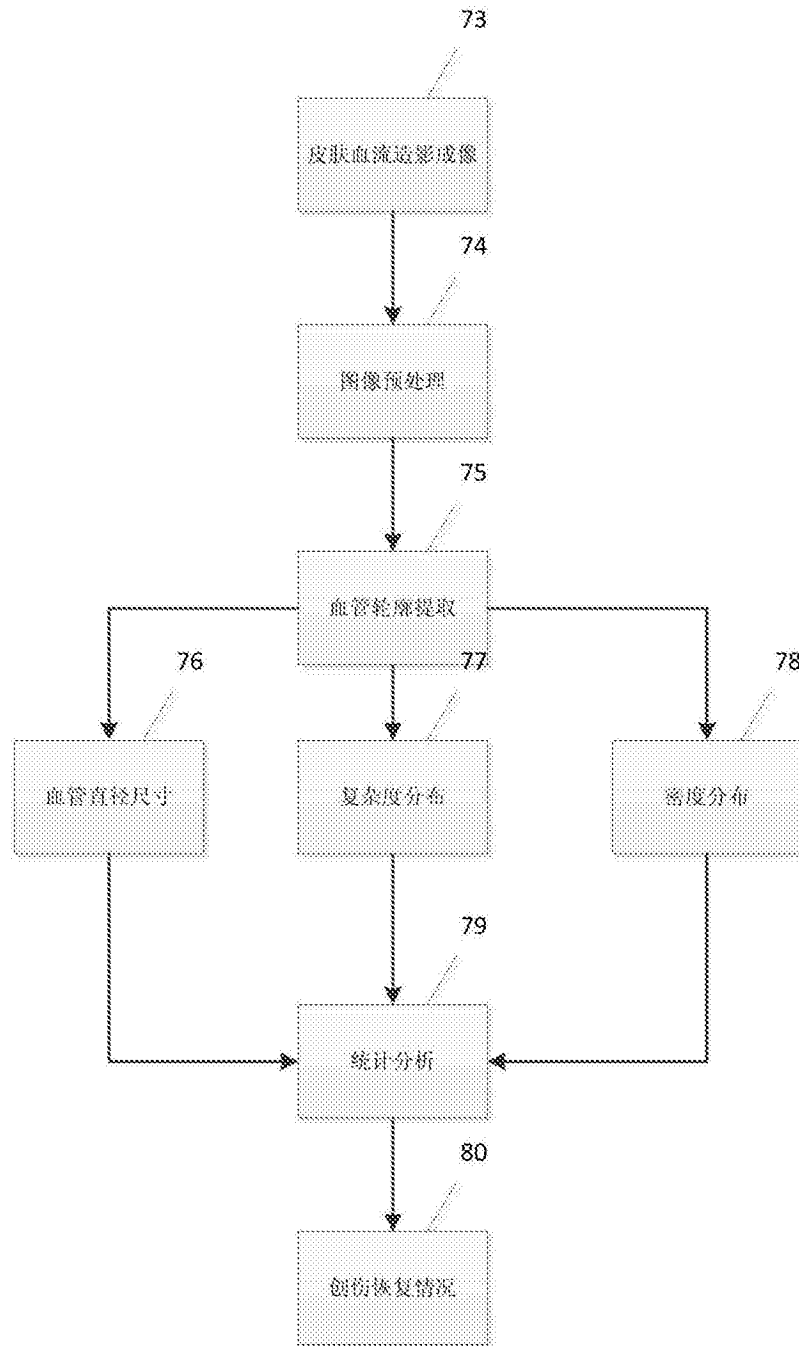 73
皮肤血流造影成像
74
图像预处理
75
血管轮廓提取
76
77
78
血管直径尺寸
复杂度分布
密度分布
79
统计分析
80
创伤恢复情况